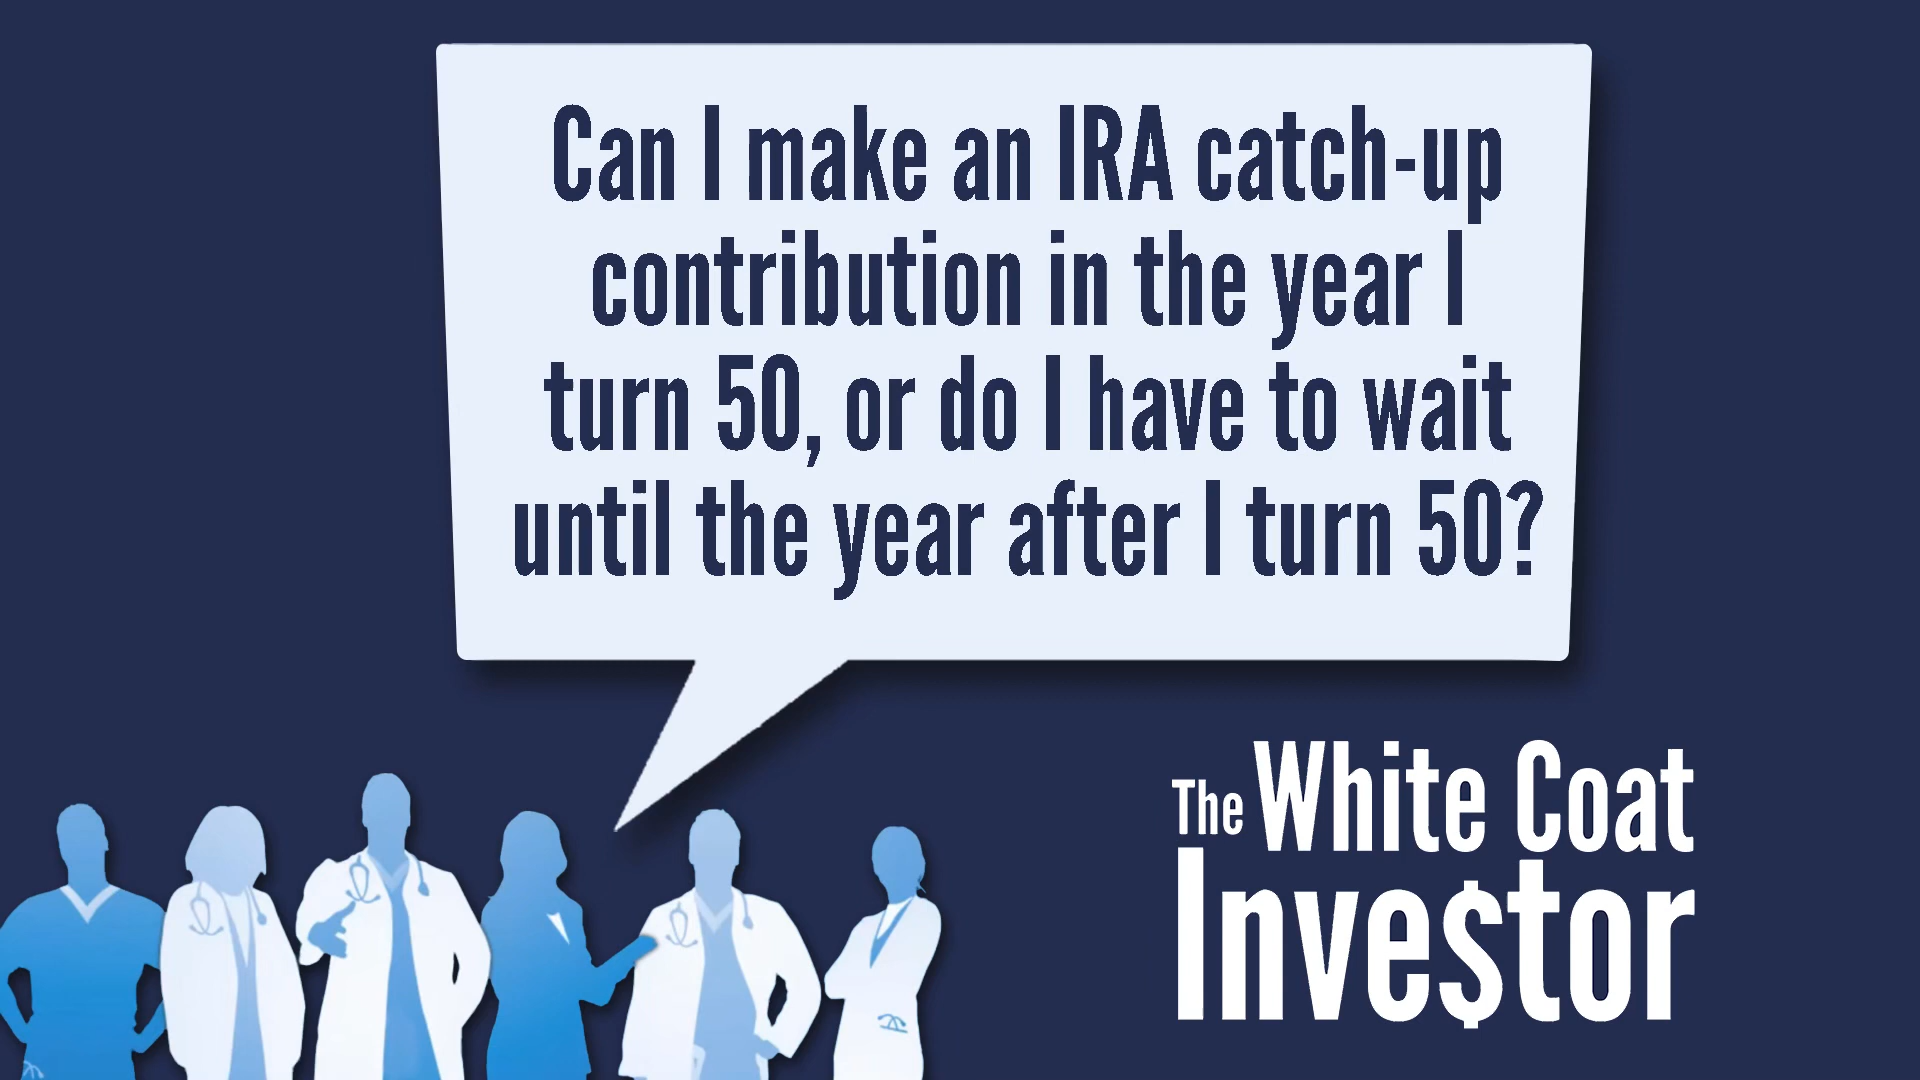 Can I make an IRA catch-up
contribution in the year I
turn 50, or do I have to wait
until the year after I turn 50?
The White Coat
Inve$tor